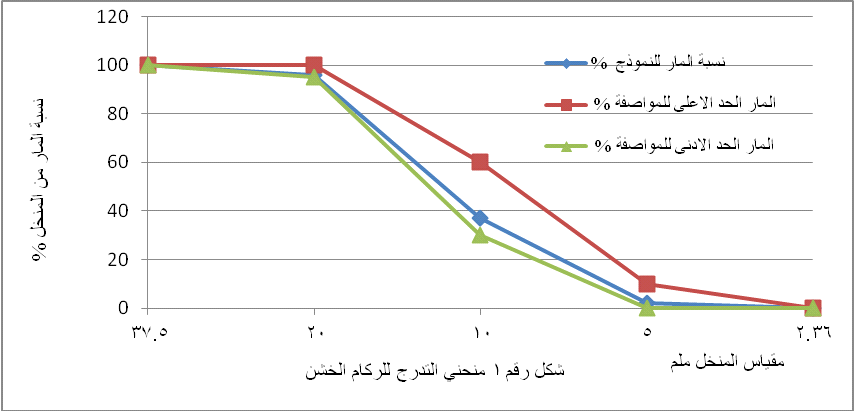 120
100
80
60
40
20
0
نسبة المار من المنخل %
نسبة المار للنموذج %
المار الحد الاعلى للمواصفة %
المار الحد الادنى للمواصفة %
٣٧.٥
٢٠
١٠
٥
٢.٣٦
مقياس المنخل ملم
شكل رقم ١ منحني التدرج للركام الخشن